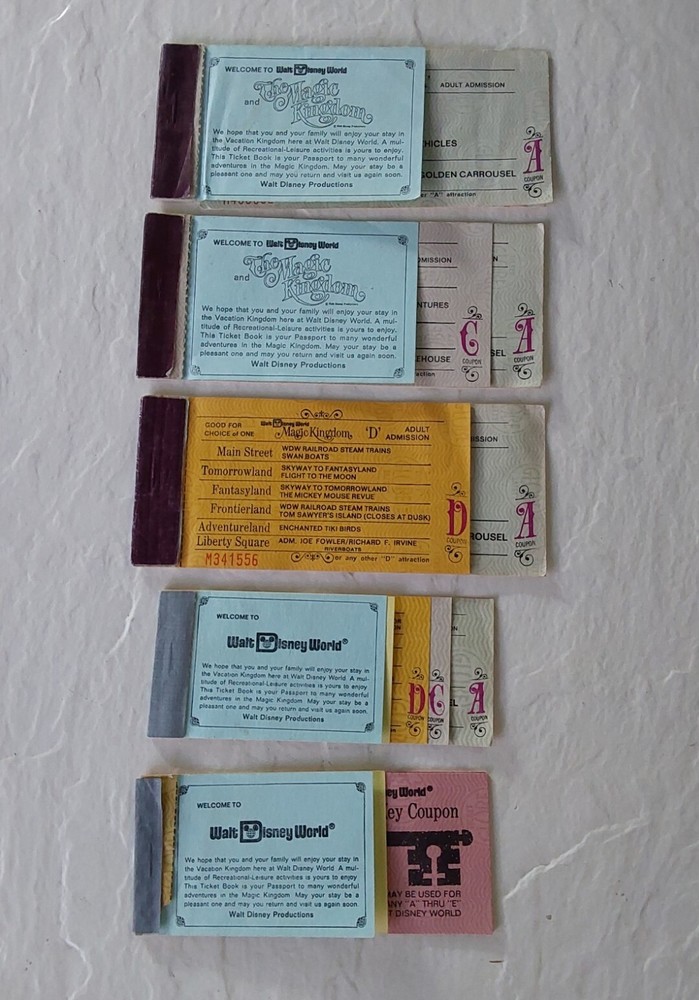 WELCOME TO Walt Disney World
and The Magic Kingdom
We hope that you and your family will enjoy your stay in
the Vacation Kingdom here at Walt Disney World. A mul-
titude of Recreational-Leisure activities is yours to enjoy.
This Ticket Book is your Passport to many wonderful
adventures in the Magic Kingdom. May your stay be a
pleasant one and may you return and visit us again soon.
Walt Disney Productions
ADULT ADMISSION
HICLES
GOLDEN CARROUSEL
er "A" attraction
A
COUPON
WELCOME TO Walt Disney World
and The Magic Kingdom
We hope that you and your family will enjoy your stay in
the Vacation Kingdom here at Walt Disney World. A mul-
titude of Recreational-Leisure activities is yours to enjoy.
This Ticket Book is your Passport to many wonderful
adventures in the Magic Kingdom. May your stay be a
pleasant one and may you return and visit us again soon.
Walt Disney Productions
DMISSION
NTURES
EHOUSE
action
C
COUPON
N
A
COUPON
GOOD FOR
CHOICE of ONE
Walt Disney World
Magic Kingdom
'D'
ADULT
ADMISSION
Main Street WDW RAILROAD STEAM TRAINS
SWAN BOATS
Tomorrowland SKYWAY TO FANTASYLAND
FLIGHT TO THE MOON
Fantasyland SKYWAY TO TOMORROWLAND
THE MICKEY MOUSE REVUE
Frontierland WDW RAILROAD STEAM TRAINS
TOM SAWYER'S ISLAND (CLOSES AT DUSK)
Adventureland ENCHANTED TIKI BIRDS
Liberty Square ADM. JOE FOWLER/RICHARD F. IRVINE
RIVERBOATS
M341556
or any other "D" attraction
D
COUPON
ISSION
ROUSEL
A
COUPON
WELCOME TO
Walt Disney World®
We hope that you and your family will enjoy your stay in
the Vacation Kingdom here at Walt Disney World. A mul-
titude of Recreational-Leisure activities is yours to enjoy
This Ticket Book is your Passport to many wonderful
adventures in the Magic Kingdom May your stay be a
pleasant one and may you return and visit us again soon.
Walt Disney Productions
D
COUPON
C
COUPON
N
EL
A
COUPON
WELCOME TO
Walt Disney World®
We hope that you and your family will enjoy your stay in
the Vacation Kingdom here at Walt Disney World. A mul-
titude of Recreational-Leisure activities is yours to enjoy
This Ticket Book is your Passport to many wonderful
adventures in the Magic Kingdom May your stay be a
pleasant one and may you return and visit us again soon.
Walt Disney Productions
ey World®
ey Coupon
MAY BE USED FOR
NY "A" THRU "E"
T DISNEY WORLD